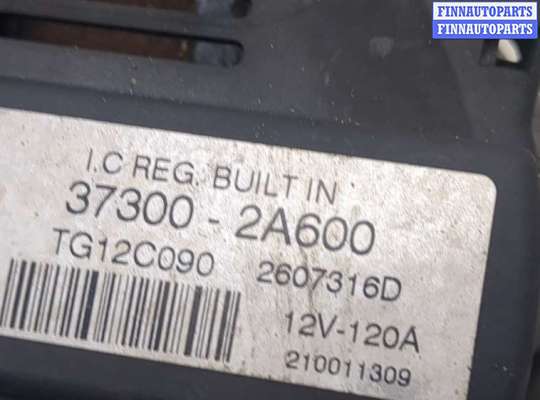 FINNAUTOPARTS
FINNAUTOPARTS
I.C REG. BUILT IN
37300 - 2A600
TG12C090 2607316D
12V-120A
210011309